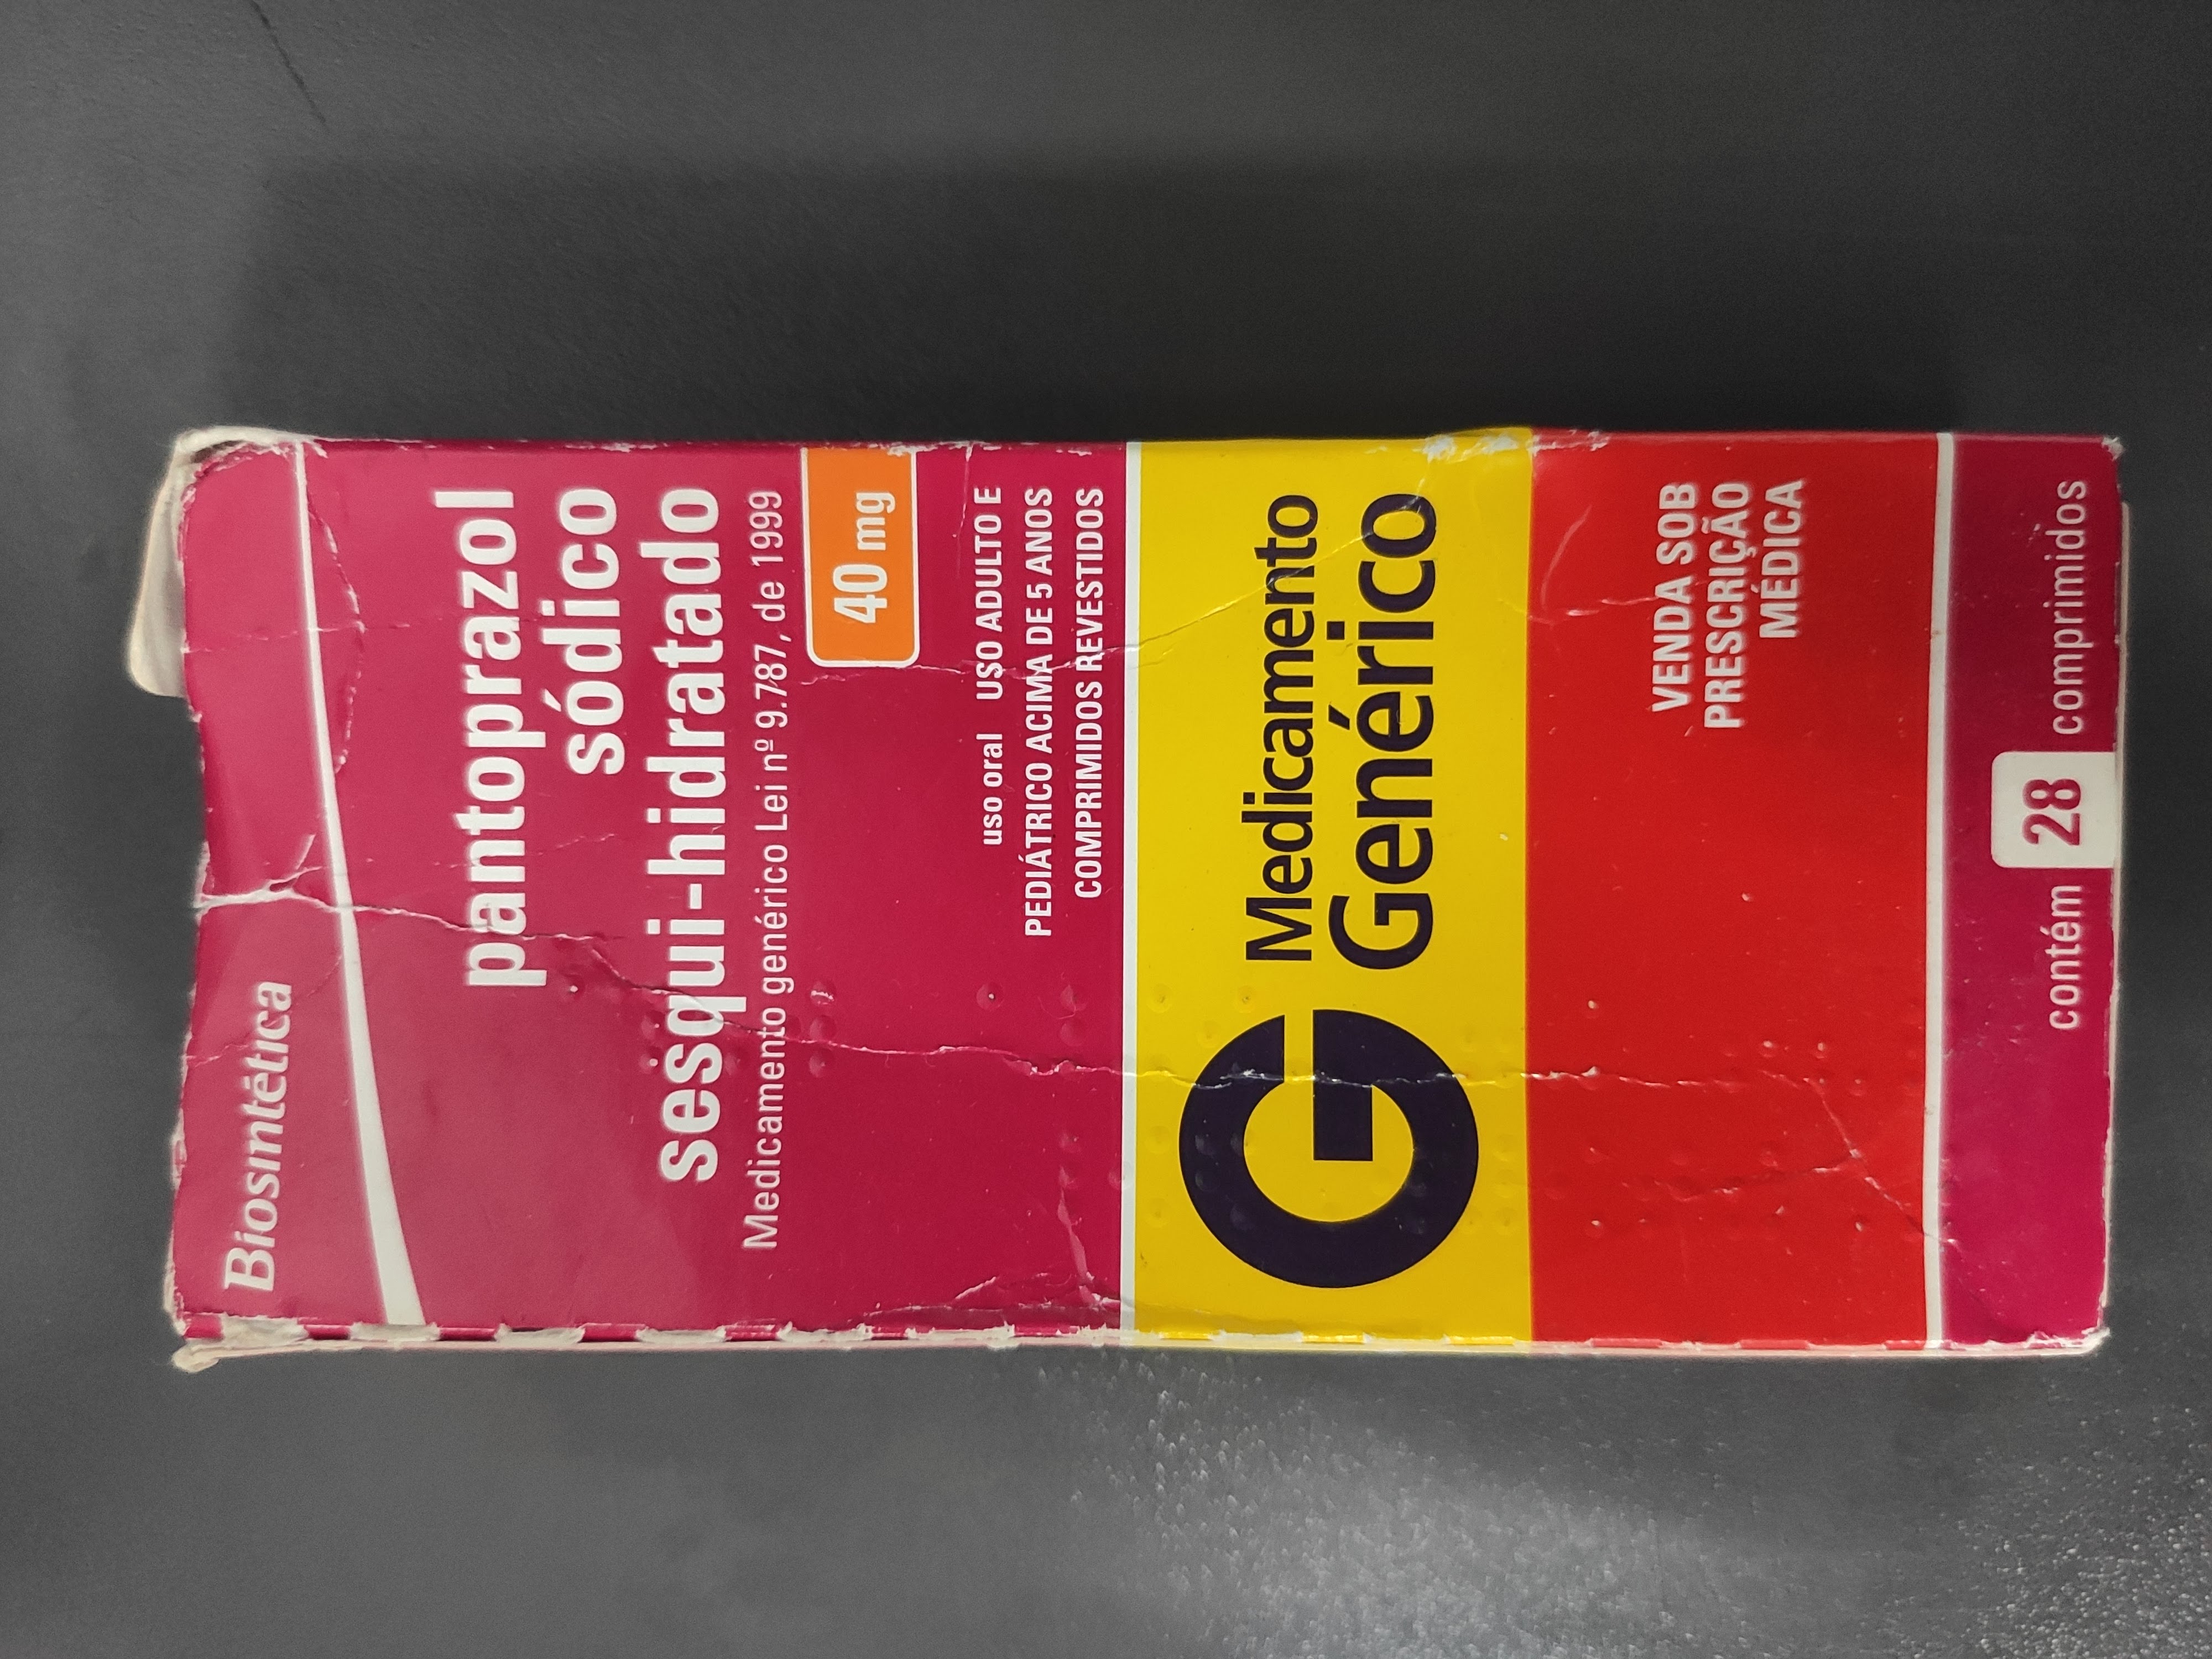 Biosintética
pantoprazol
sódico
sesqui-hidratado
Medicamento genérico Lei nº 9.787, de 1999
40 mg
uso oral USO ADULTO E
PEDIÁTRICO ACIMA DE 5 ANOS
COMPRIMIDOS REVESTIDOS
G
Medicamento
Genérico
VENDA SOB
PRESCRIÇÃO
MÉDICA
contém 28 comprimidos